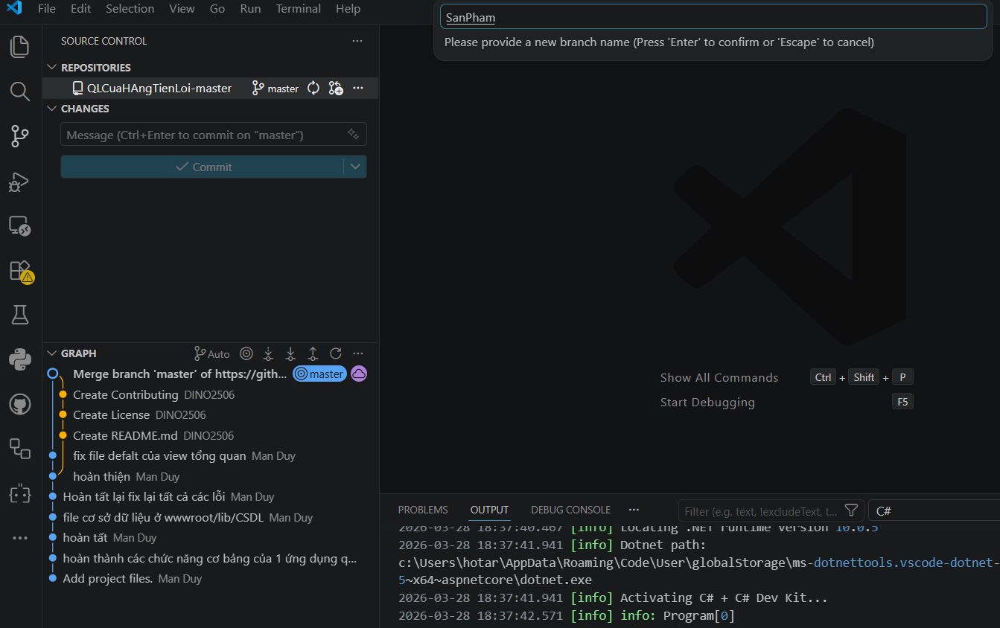 File Edit Selection View Go Run Terminal Help
SanPham
Please provide a new branch name (Press 'Enter' to confirm or 'Escape' to cancel)
SOURCE CONTROL
REPOSITORIES
QLCuaHAngTienLoi-master master
CHANGES
Message (Ctrl+Enter to commit on "master")
Commit
GRAPH Auto
Merge branch 'master' of https://gith... master
Create Contributing DINO2506
Create License DINO2506
Create README.md DINO2506
fix file defalt của view tổng quan Man Duy
hoàn thiện Man Duy
Hoàn tất lại fix lại tất cả các lỗi Man Duy
file cơ sở dữ liệu ở wwwroot/lib/CSDL Man Duy
hoàn tất Man Duy
hoàn thành các chức năng cơ bảng của 1 ứng dụng q...
Add project files. Man Duy
Show All Commands Ctrl + Shift + P
Start Debugging F5
PROBLEMS OUTPUT DEBUG CONSOLE ...
Filter (e.g. text, !excludeText, t...
C#
2026-03-28 18:37:40.467 [info] Locating .NET runtime version 10.0.5
2026-03-28 18:37:41.941 [info] Dotnet path:
c:\Users\hotar\AppData\Roaming\Code\User\globalStorage\ms-dotnettools.vscode-dotnet-
5~x64~aspnetcore\dotnet.exe
2026-03-28 18:37:41.941 [info] Activating C# + C# Dev Kit...
2026-03-28 18:37:42.571 [info] info: Program[0]